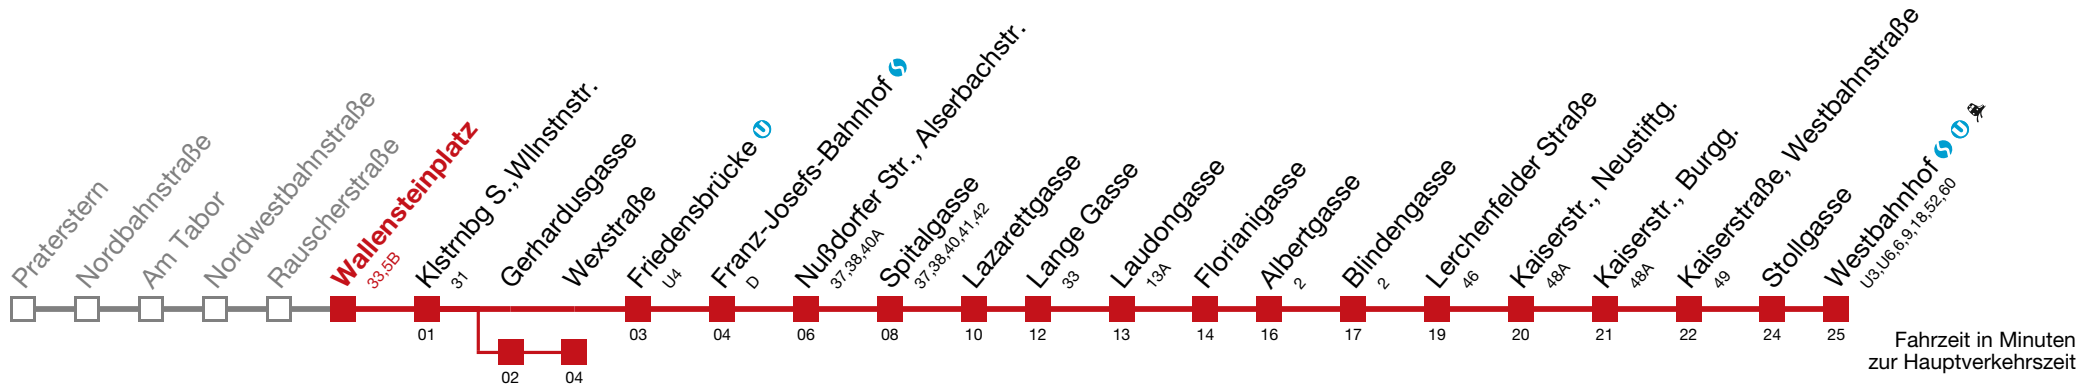 Praterstern
Nordbahnstraße
Am Tabor
Nordwestbahnstraße
Rauscherstraße
Wallensteinplatz
33,5B
Klstrnbg S., Wllnstnstr.
31
Gerhardusgasse
Wexstraße
Friedensbrücke U
U4
Franz-Josefs-Bahnhof S
D
Nußdorfer Str., Alserbachstr.
37,38,40A
Spitalgasse
37,38,40,41,42
Lazarettgasse
Lange Gasse
33
Laudongasse
13A
Florianigasse
Albertgasse
2
Blindengasse
2
Lerchenfelder Straße
46
Kaiserstr., Neustiftg.
48A
Kaiserstr., Burgg.
48A
Kaiserstraße, Westbahnstraße
49
Stollgasse
Westbahnhof S U
U3,U6,6,9,18,52,60
01 03 04 06 08 10 12 13 14 16 17 19 20 21 22 24 25
02 04
Fahrzeit in Minuten
zur Hauptverkehrszeit